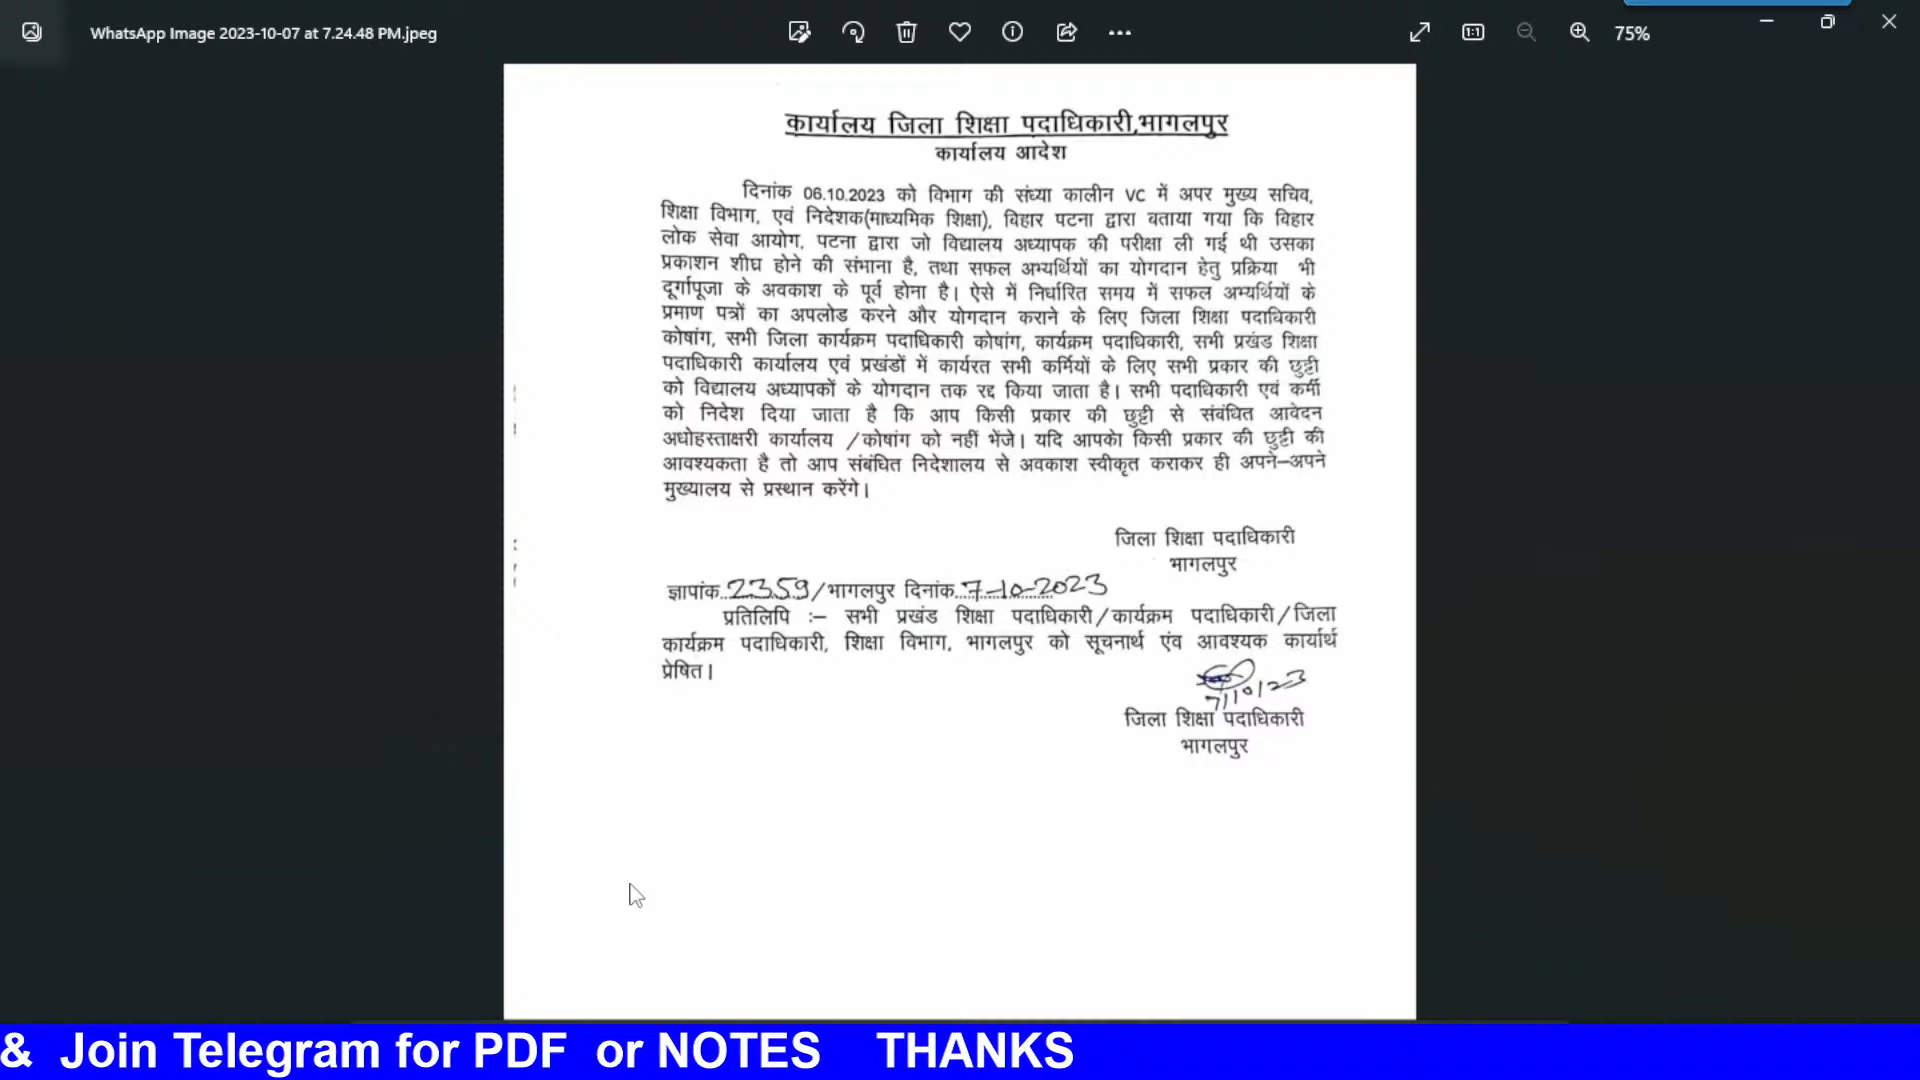 WhatsApp Image 2023-10-07 at 7.24.48 PM.jpeg
75%
कार्यालय जिला शिक्षा पदाधिकारी,भागलपुर
कार्यालय आदेश
दिनांक 06.10.2023 को विभाग की संध्या कालीन VC में अपर मुख्य सचिव,
शिक्षा विभाग, एवं निदेशक(माध्यमिक शिक्षा), विहार पटना द्वारा बताया गया कि विहार
लोक सेवा आयोग, पटना द्वारा जो विद्यालय अध्यापक की परीक्षा ली गई थी उसका
प्रकाशन शीघ्र होने की संभाना है, तथा सफल अभ्यर्थियों का योगदान हेतु प्रक्रिया भी
दूर्गापूजा के अवकाश के पूर्व होना है। ऐसे में निर्धारित समय में सफल अभ्यर्थियों के
प्रमाण पत्रों का अपलोड करने और योगदान कराने के लिए जिला शिक्षा पदाधिकारी
कोषांग, सभी जिला कार्यक्रम पदाधिकारी कोषांग, कार्यक्रम पदाधिकारी, सभी प्रखंड शिक्षा
पदाधिकारी कार्यालय एवं प्रखंडों में कार्यरत सभी कर्मियों के लिए सभी प्रकार की छुट्टी
को विद्यालय अध्यापकों के योगदान तक रद्द किया जाता है। सभी पदाधिकारी एवं कर्मी
को निदेश दिया जाता है कि आप किसी प्रकार की छुट्टी से संबंधित आवेदन
अधोहस्ताक्षरी कार्यालय /कोषांग को नहीं भेंजे। यदि आपको किसी प्रकार की छुट्टी की
आवश्यकता है तो आप संबंधित निदेशालय से अवकाश स्वीकृत कराकर ही अपने–अपने
मुख्यालय से प्रस्थान करेंगे।
जिला शिक्षा पदाधिकारी
भागलपुर
ज्ञापांक..2359/भागलपुर दिनांक..7-10-2023
प्रतिलिपि :– सभी प्रखंड शिक्षा पदाधिकारी/कार्यक्रम पदाधिकारी/जिला
कार्यक्रम पदाधिकारी, शिक्षा विभाग, भागलपुर को सूचनार्थ एंव आवश्यक कार्यार्थ
प्रेषित।
7/10/23
जिला शिक्षा पदाधिकारी
भागलपुर
& Join Telegram for PDF or NOTES THANKS